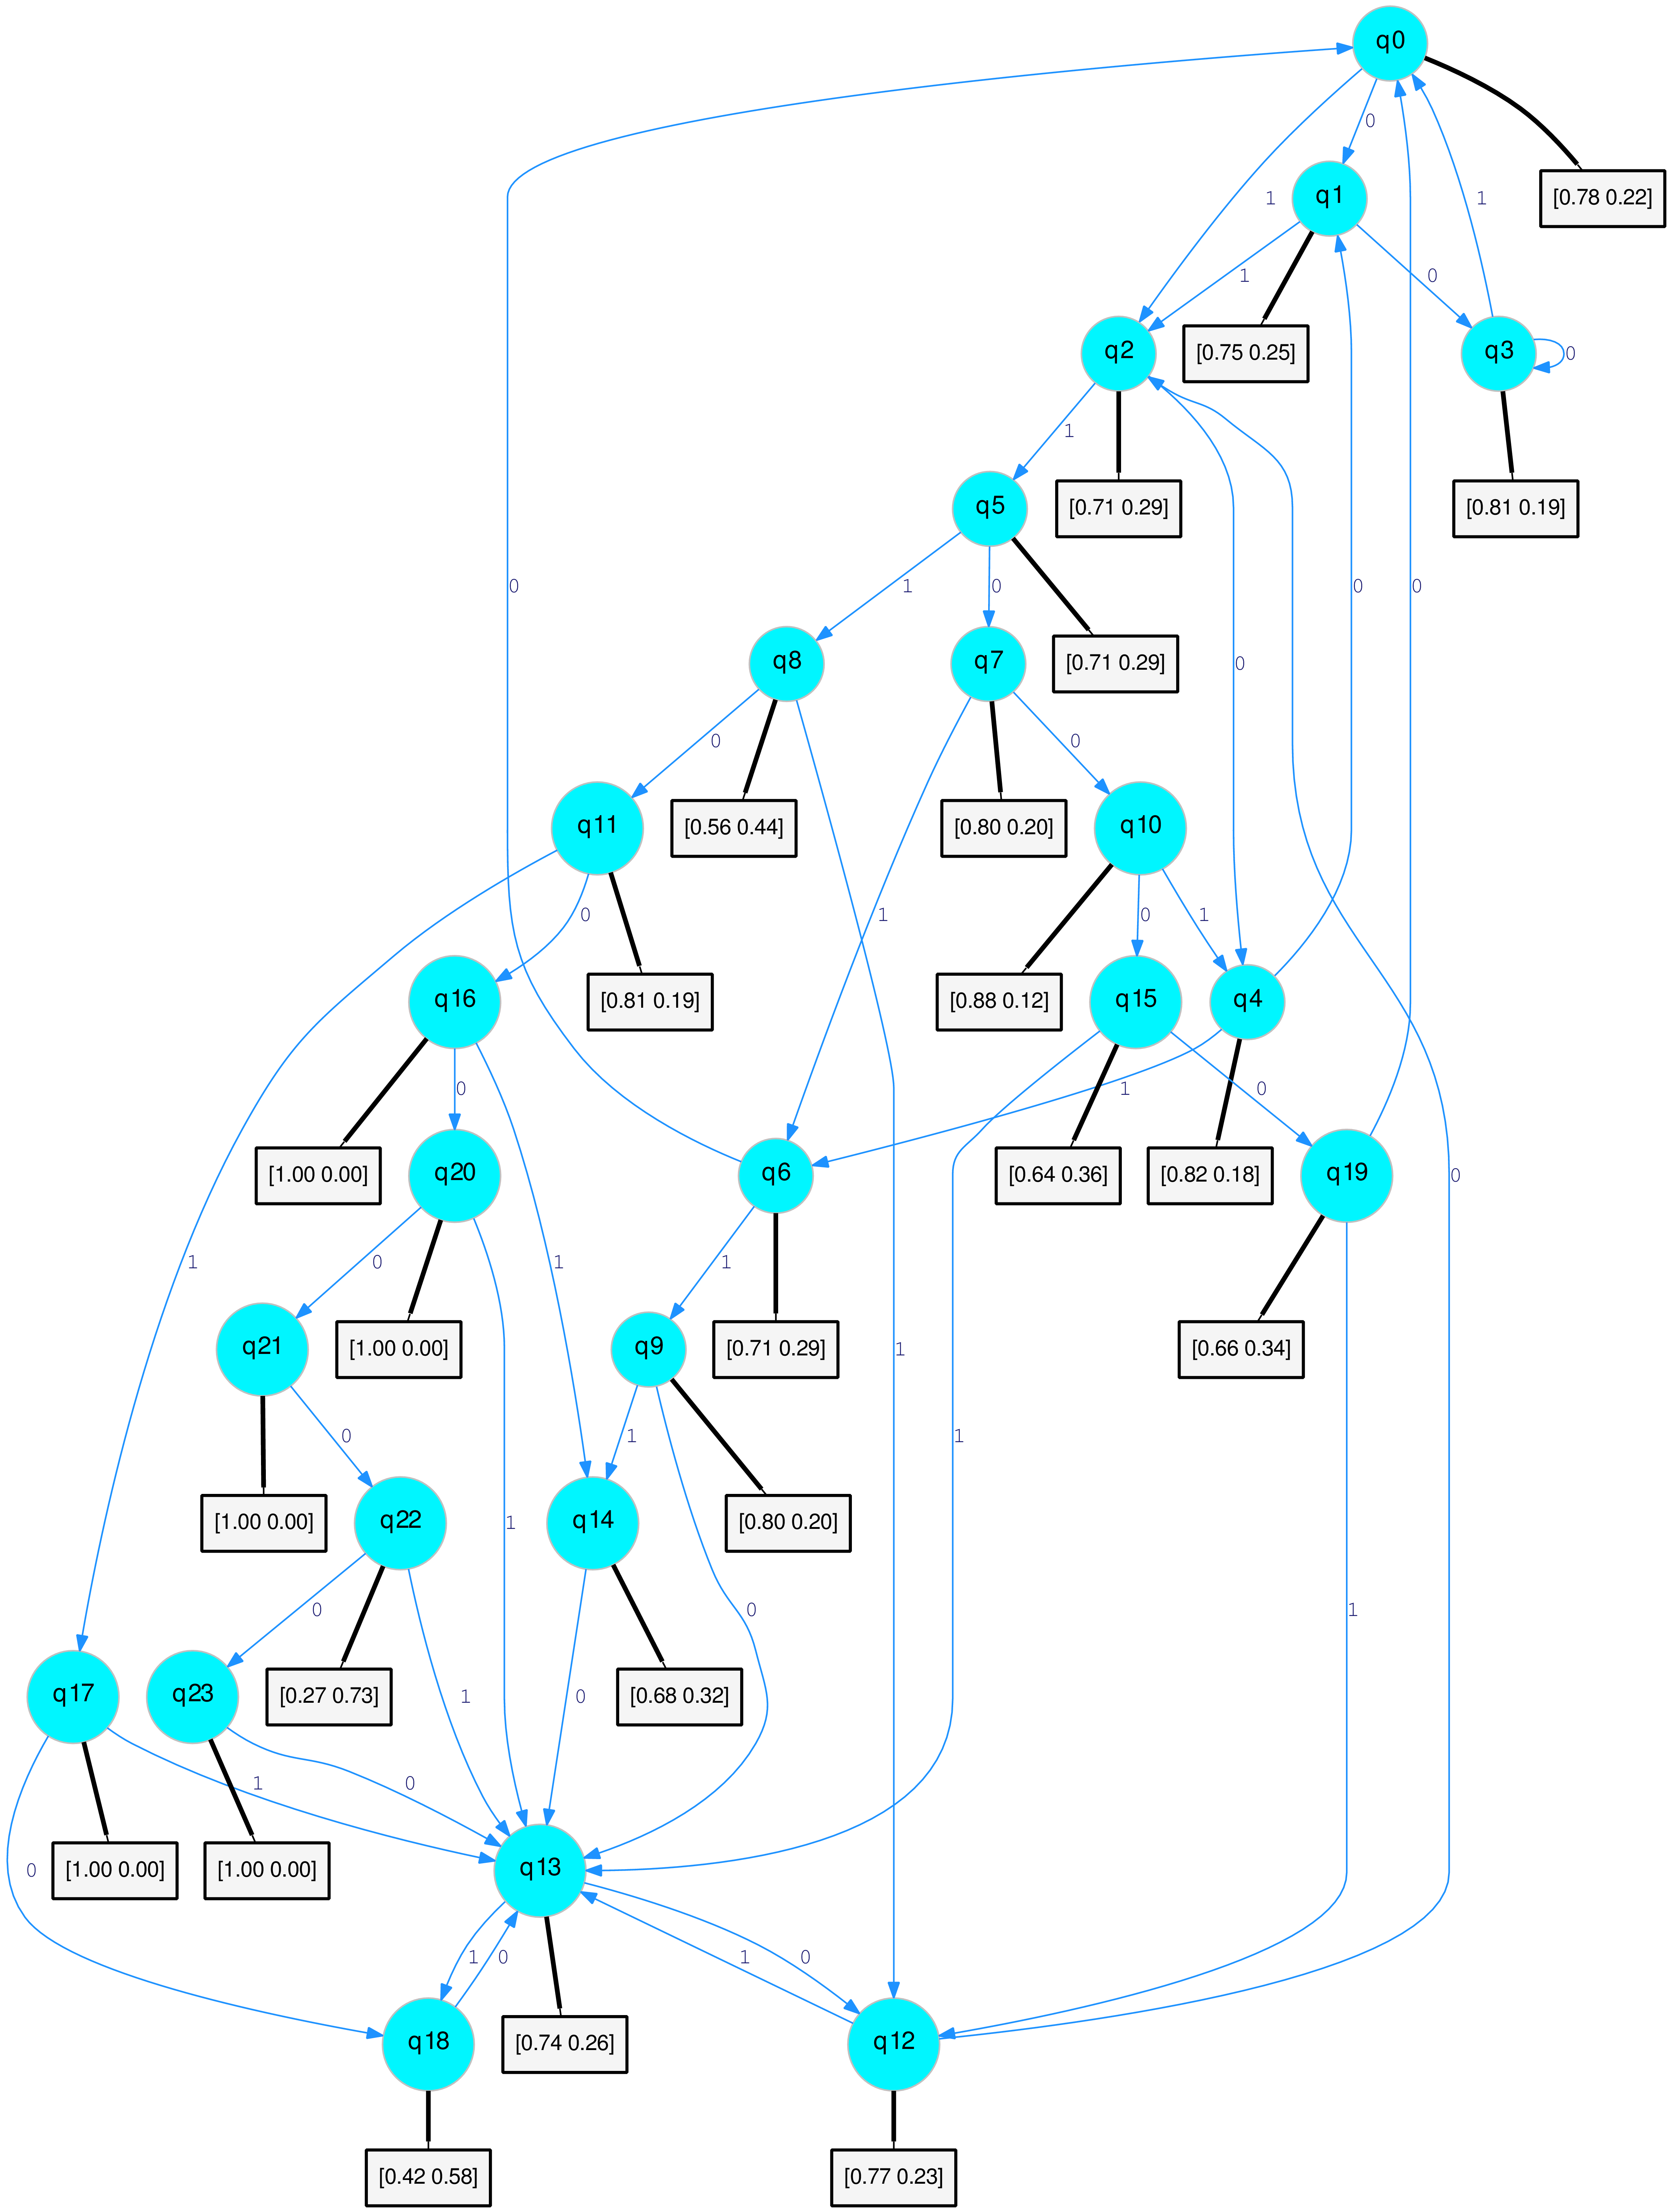 q0
0
[0.78 0.22]
1
q1
1
0
0
1
[0.75 0.25]
q2
q3
0
1
[0.71 0.29]
[0.81 0.19]
q5
0
1
0
0
0
[0.71 0.29]
q8
q7
0
0
0
[0.56 0.44]
[0.80 0.20]
q11
q10
0
1
0
1
[0.81 0.19]
[0.88 0.12]
q16
q15
q4
0
1
0
[1.00 0.00]
q20
q6
[0.64 0.36]
[0.82 0.18]
q19
0
1
0
1
1
[1.00 0.00]
[0.71 0.29]
[0.66 0.34]
q21
q9
1
0
1
1
[1.00 0.00]
q22
1
q14
[0.80 0.20]
0
0
1
q17
q23
[0.27 0.73]
1
0
[0.68 0.32]
1
0
[1.00 0.00]
[1.00 0.00]
0
q13
1
0
1
0
q18
[0.74 0.26]
q12
[0.42 0.58]
[0.77 0.23]